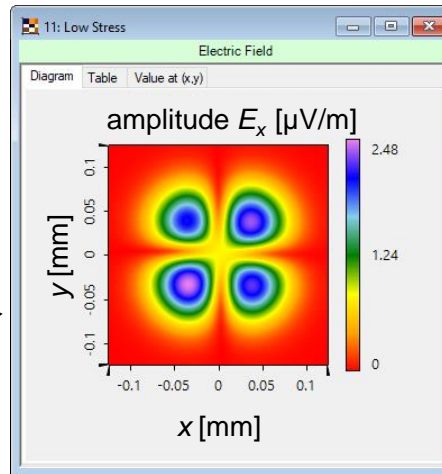 11: Low Stress
Electric Field
Diagram Table Value at (x,y)
amplitude Ex [µV/m]
2.48
1.24
0
y [mm]
0.1
0.05
0
-0.05
-0.1
-0.1 -0.05 0 0.05 0.1
x [mm]